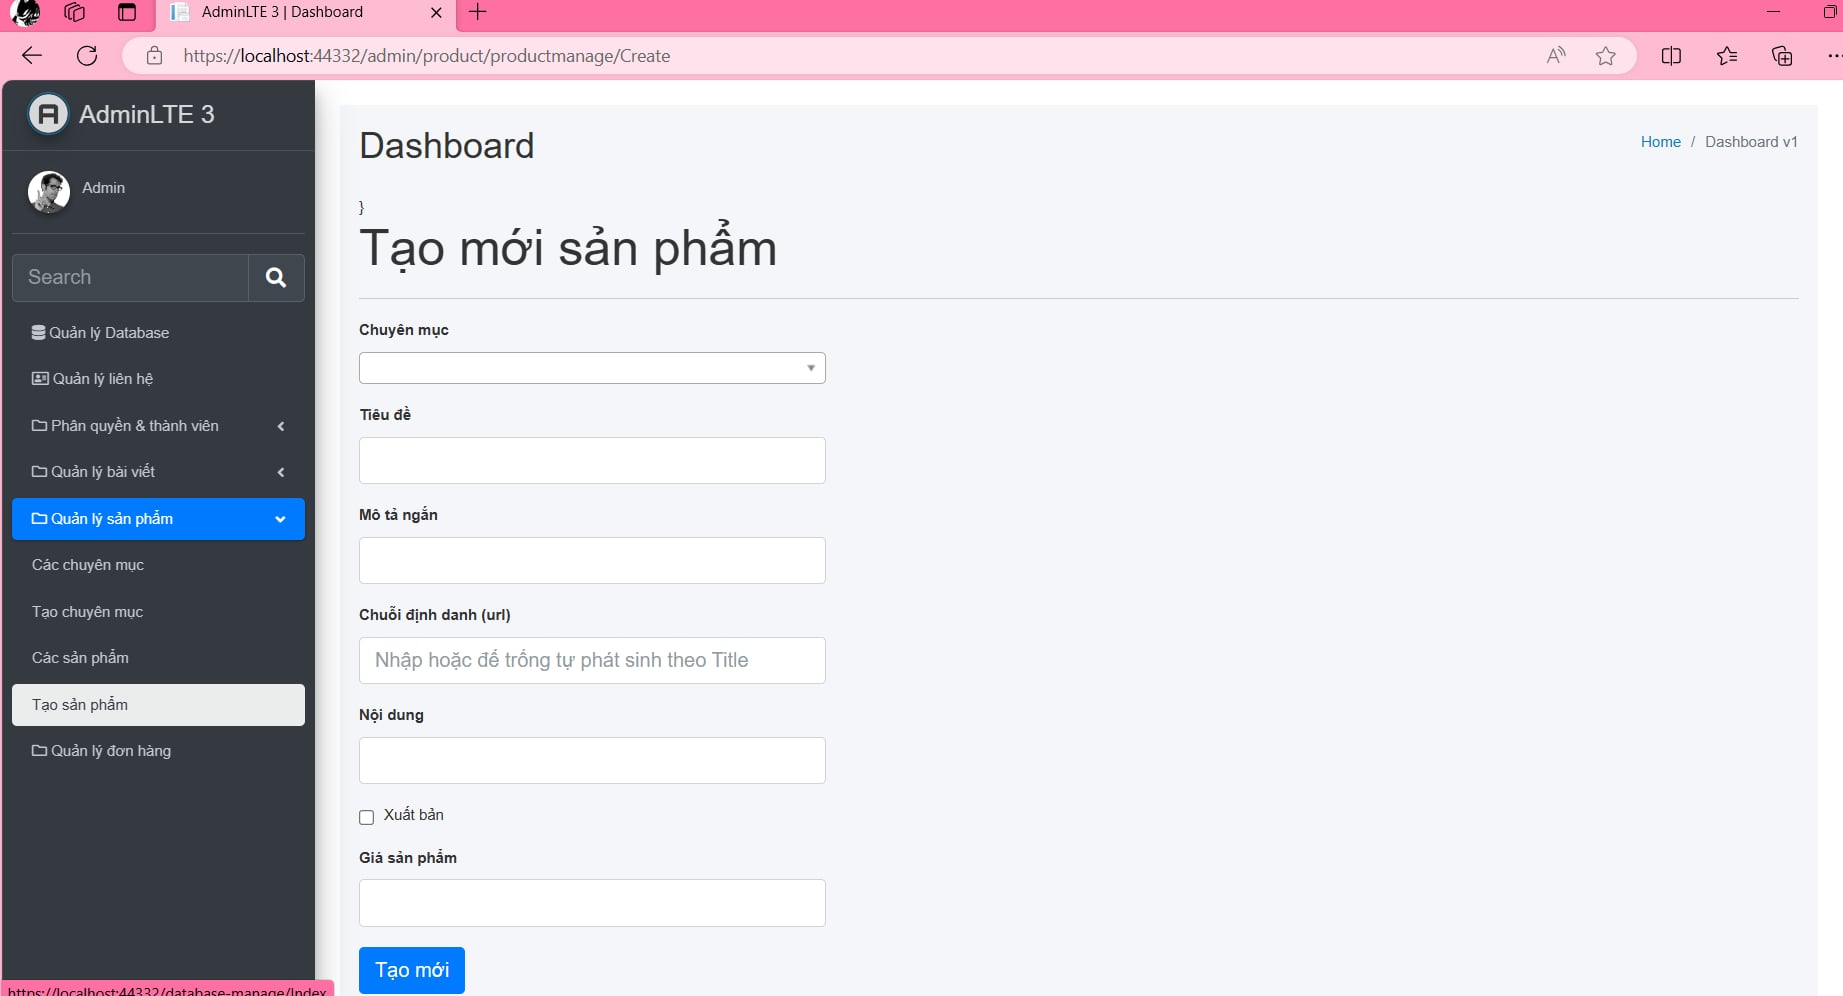 AdminLTE 3 | Dashboard
https://localhost:44332/admin/product/productmanage/Create
AdminLTE 3
Admin
Search
Quản lý Database
Quản lý liên hệ
Phân quyền & thành viên
Quản lý bài viết
Quản lý sản phẩm
Các chuyên mục
Tạo chuyên mục
Các sản phẩm
Tạo sản phẩm
Quản lý đơn hàng
Dashboard
Home / Dashboard v1
}
Tạo mới sản phẩm
Chuyên mục
Tiêu đề
Mô tả ngắn
Chuỗi định danh (url)
Nhập hoặc để trống tự phát sinh theo Title
Nội dung
Xuất bản
Giá sản phẩm
Tạo mới
https://localhost:44332/database-manage/Index